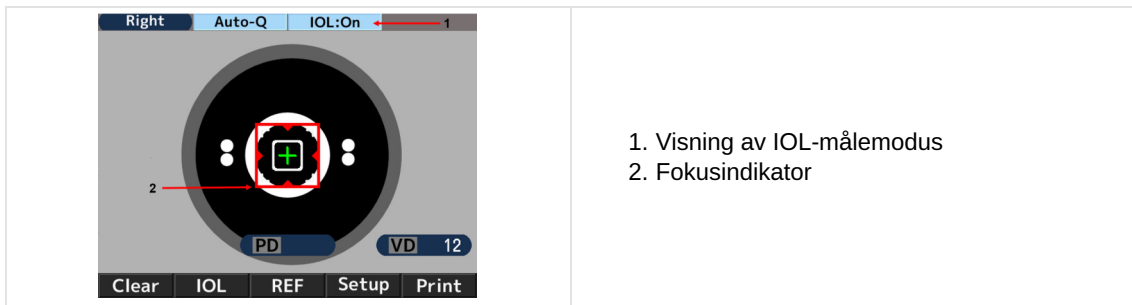 Right Auto-Q IOL:On 1
2
PD VD 12
Clear IOL REF Setup Print
1. Visning av IOL-målemodus
2. Fokusindikator